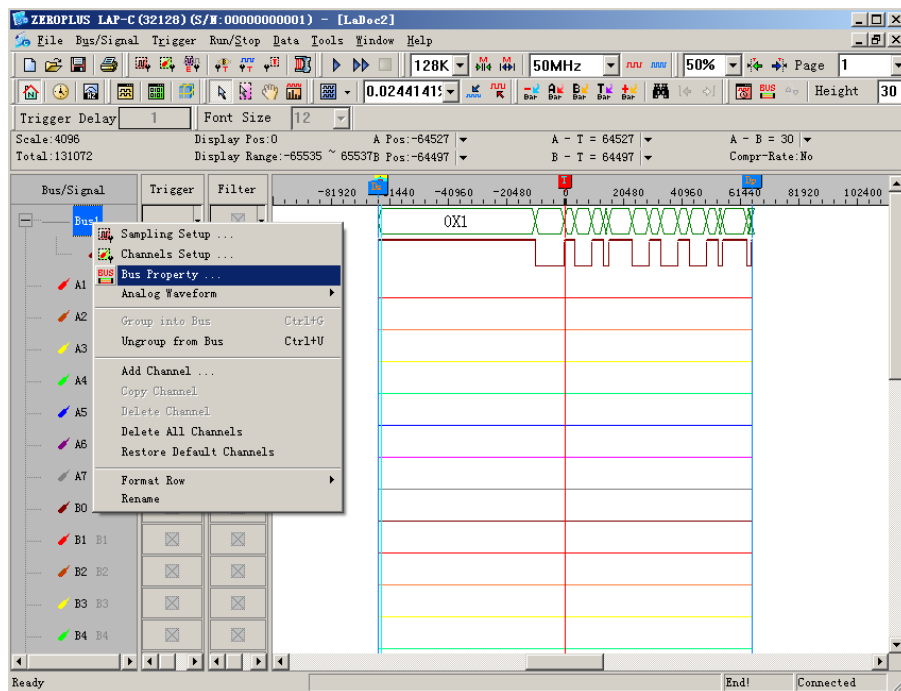 ZEROPLUS LAP-C(32128)(S/N:00000000001) - [LaDoc2]
File Bus/Signal Trigger Run/Stop Data Tools Window Help
128K 50MHz 50% Page 1
Height 30
Trigger Delay 1 Font Size 12
Scale:4096 Display Pos:0 A Pos:-64527 A - T = 64527 A - B = 30
Total:131072 Display Range:-65535 ~ 65537 B Pos:-64497 B - T = 64497 Compr-Rate:No
Bus/Signal Trigger Filter -81920 -40960 -20480 0 20480 40960 61440 81920 102400
Bus1 0X1
Sampling Setup ...
Channels Setup ...
Bus Property ...
Analog Waveform
Group into Bus Ctrl+G
Ungroup from Bus Ctrl+U
Add Channel ...
Copy Channel
Delete Channel
Delete All Channels
Restore Default Channels
Format Row
Rename
A1
A2
A3
A4
A5
A6
A7
B0
B1 B1
B2 B2
B3 B3
B4 B4
Ready End! Connected